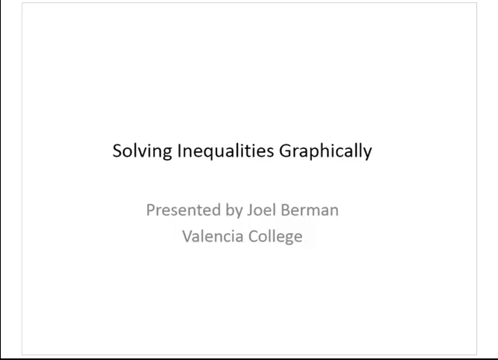 Solving Inequalities Graphically
Presented by Joel Berman
Valencia College